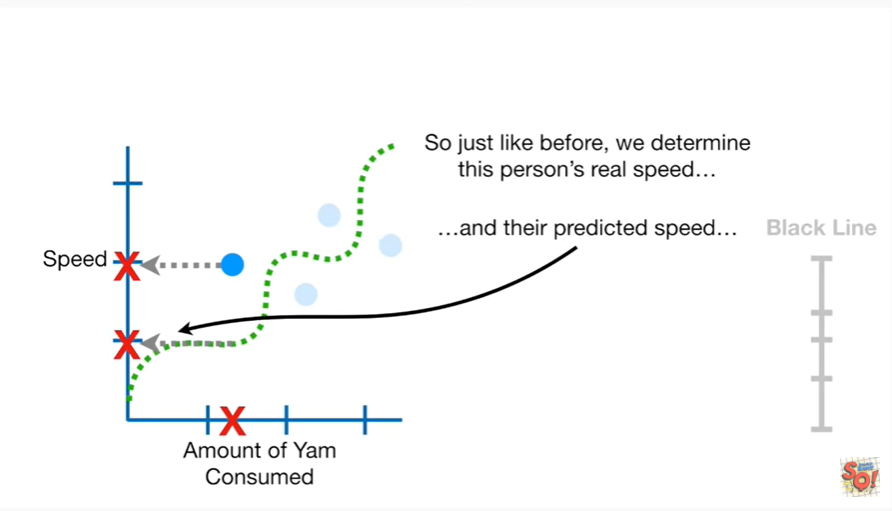 So just like before, we determine
this person's real speed...
...and their predicted speed...
Black Line
Speed
X
X
X
Amount of Yam
Consumed
SQ!